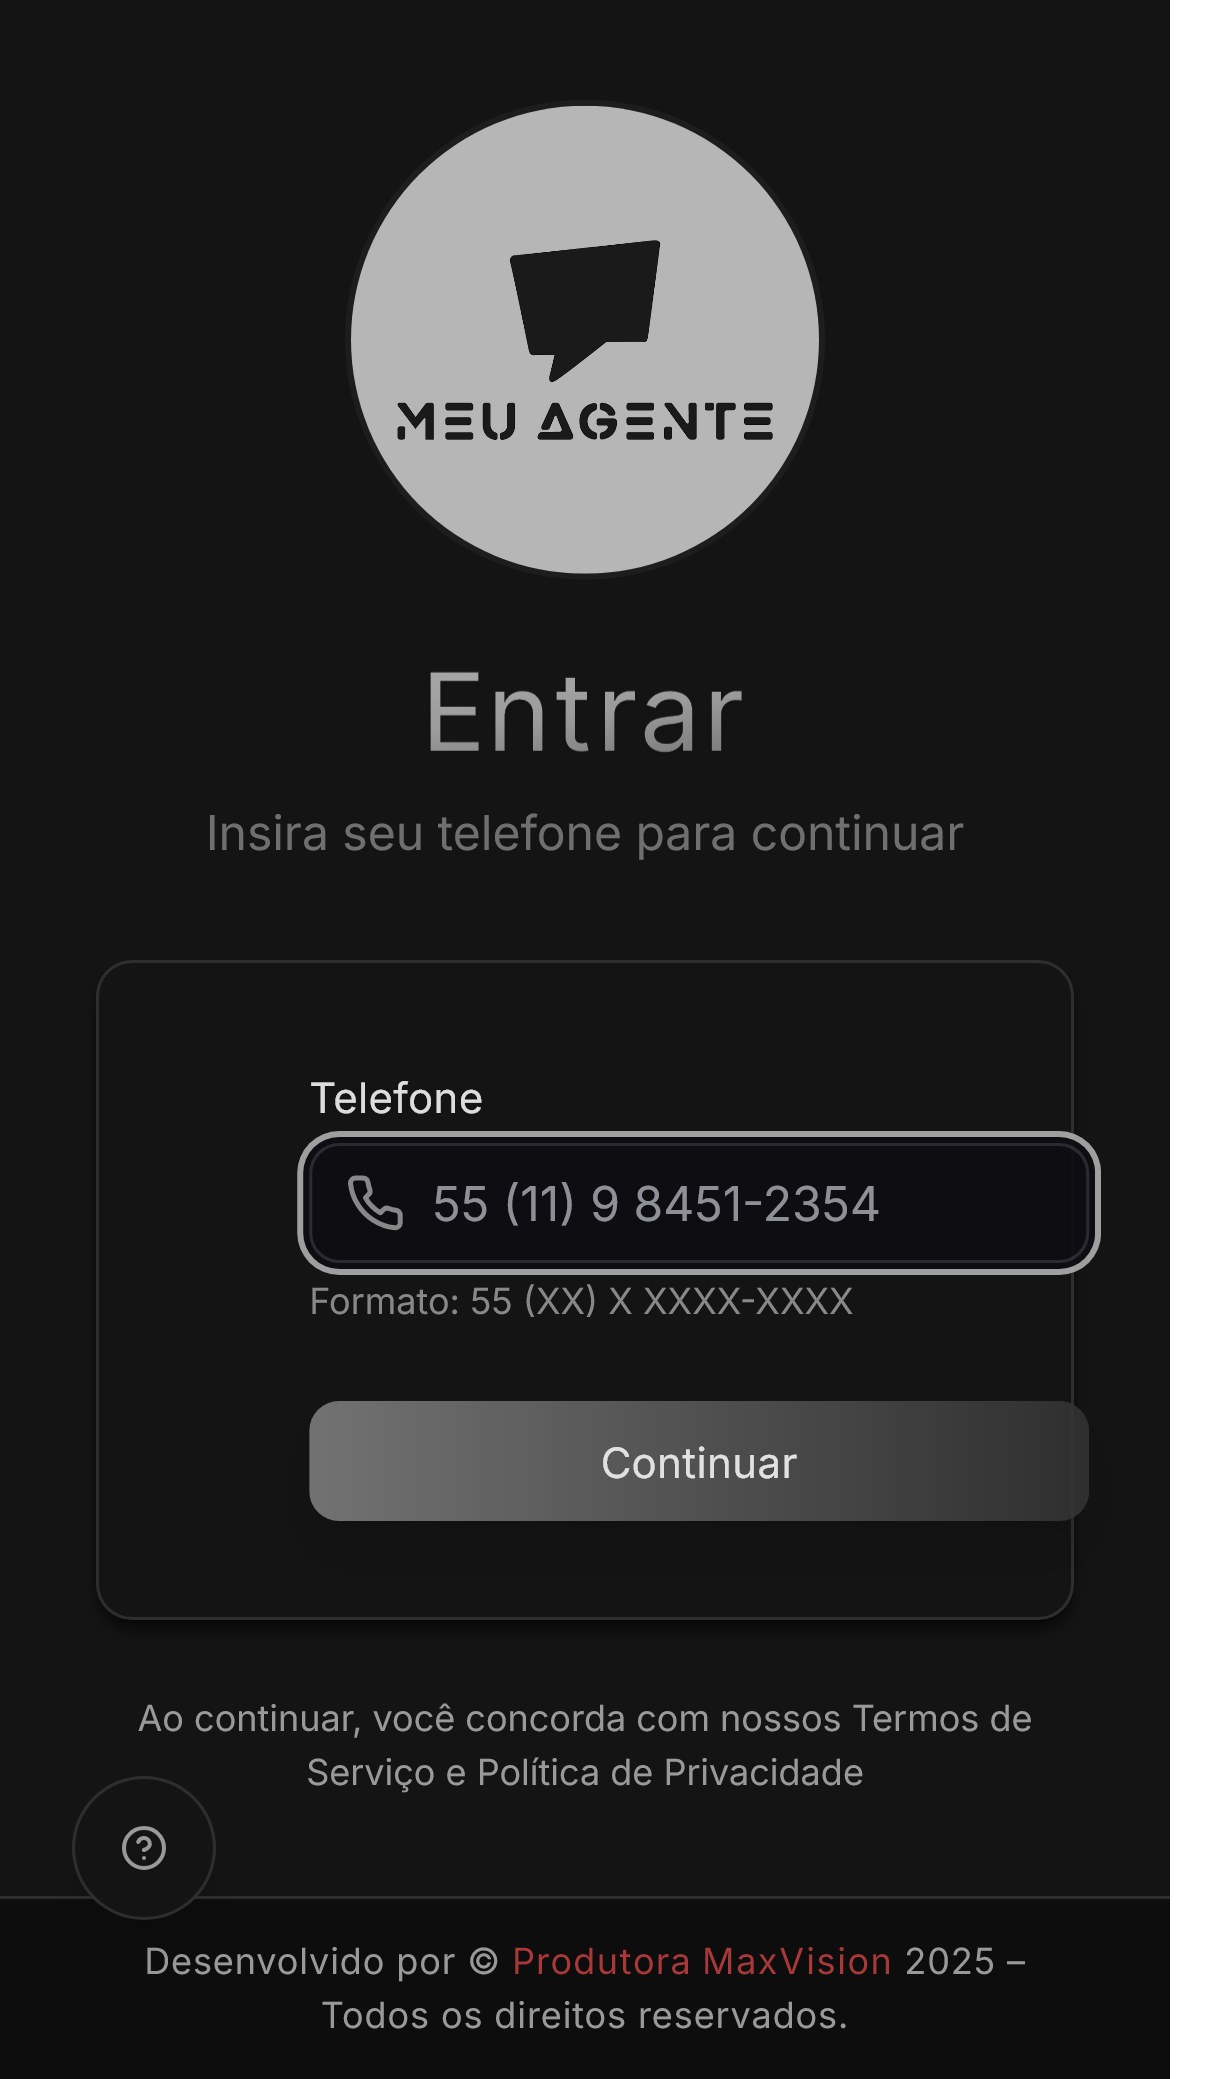 MEU AGENTE
Entrar
Insira seu telefone para continuar
Telefone
55 (11) 9 8451-2354
Formato: 55 (XX) X XXXX-XXXX
Continuar
Ao continuar, você concorda com nossos Termos de
Serviço e Política de Privacidade
?
Desenvolvido por © Produtora MaxVision 2025 –
Todos os direitos reservados.